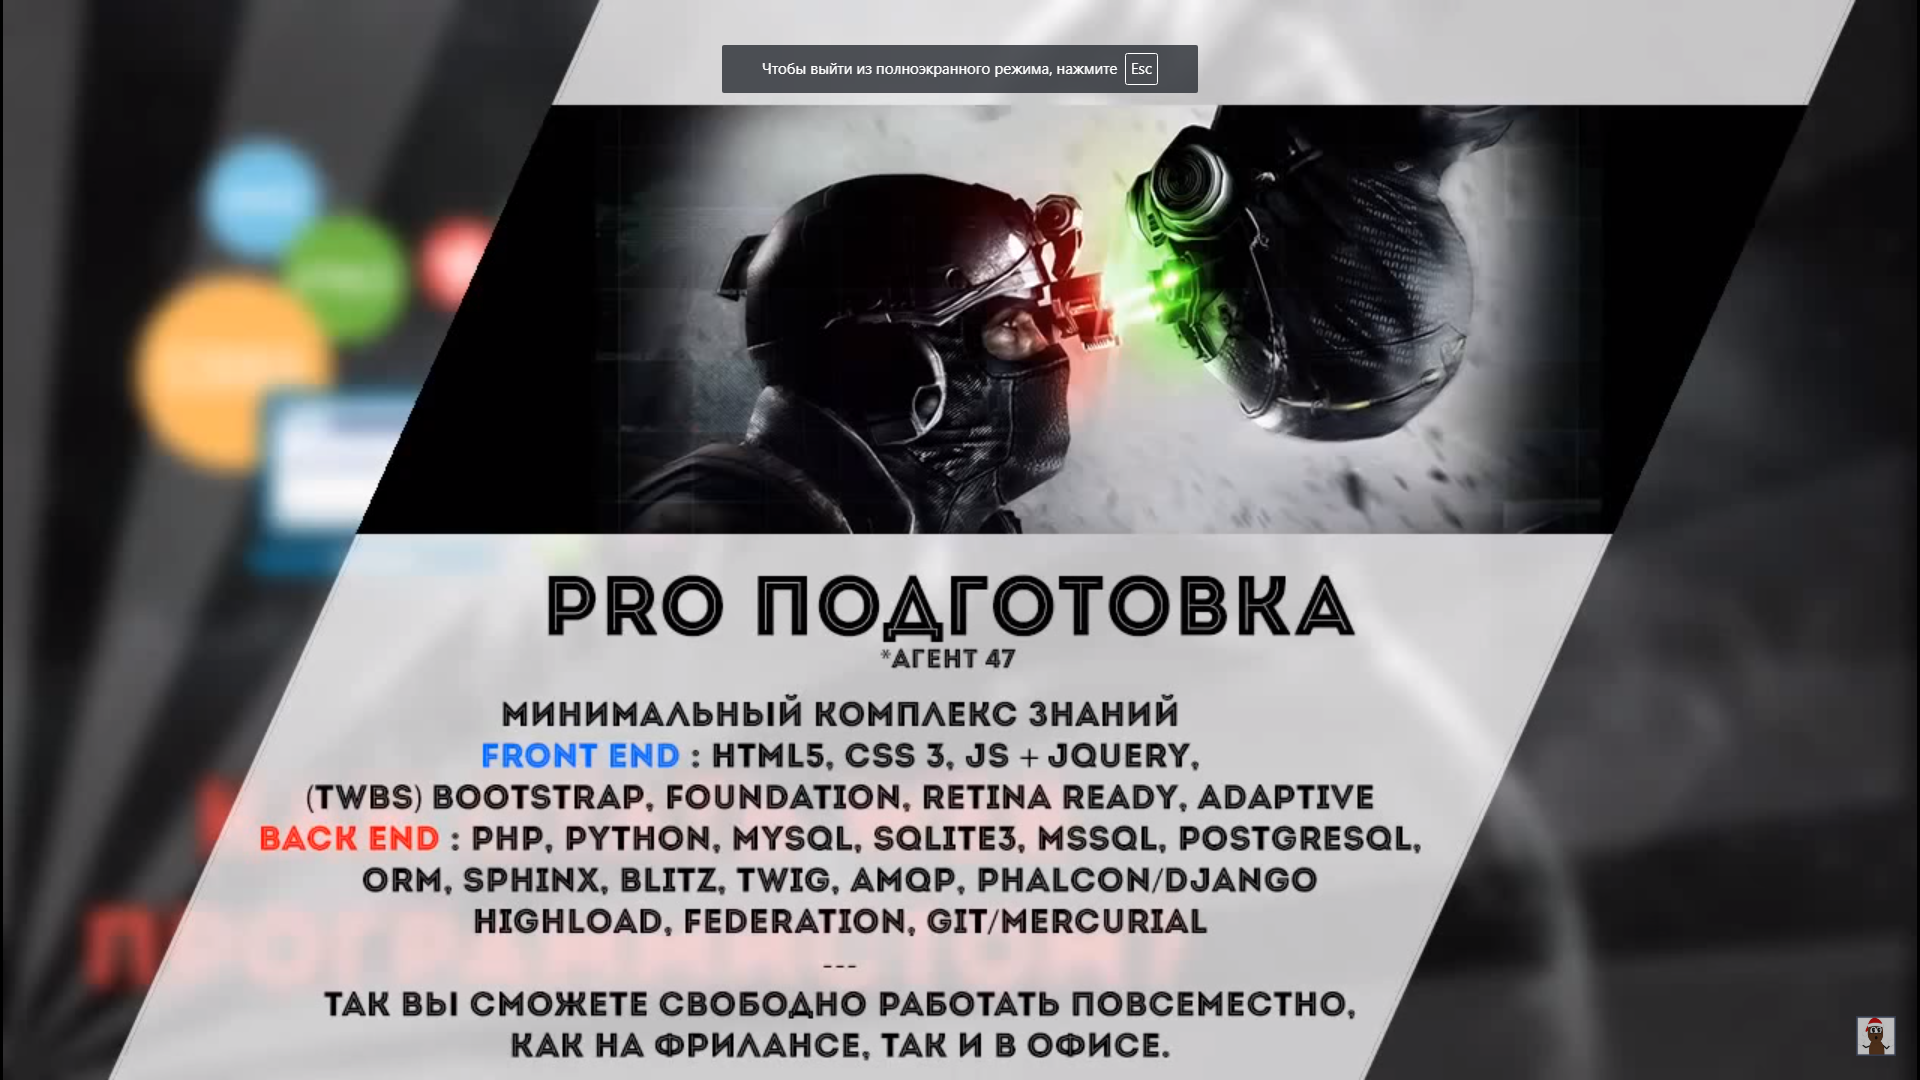 Чтобы выйти из полноэкранного режима, нажмите Esc
PRO ПОДГОТОВКА
*АГЕНТ 47
МИНИМАЛЬНЫЙ КОМПЛЕКС ЗНАНИЙ
FRONT END : HTML5, CSS 3, JS + JQUERY,
(TWBS) BOOTSTRAP, FOUNDATION, RETINA READY, ADAPTIVE
BACK END : PHP, PYTHON, MYSQL, SQLITE3, MSSQL, POSTGRESQL,
ORM, SPHINX, BLITZ, TWIG, AMQP, PHALCON/DJANGO
HIGHLOAD, FEDERATION, GIT/MERCURIAL
---
ТАК ВЫ СМОЖЕТЕ СВОБОДНО РАБОТАТЬ ПОВСЕМЕСТНО,
КАК НА ФРИЛАНСЕ, ТАК И В ОФИСЕ.